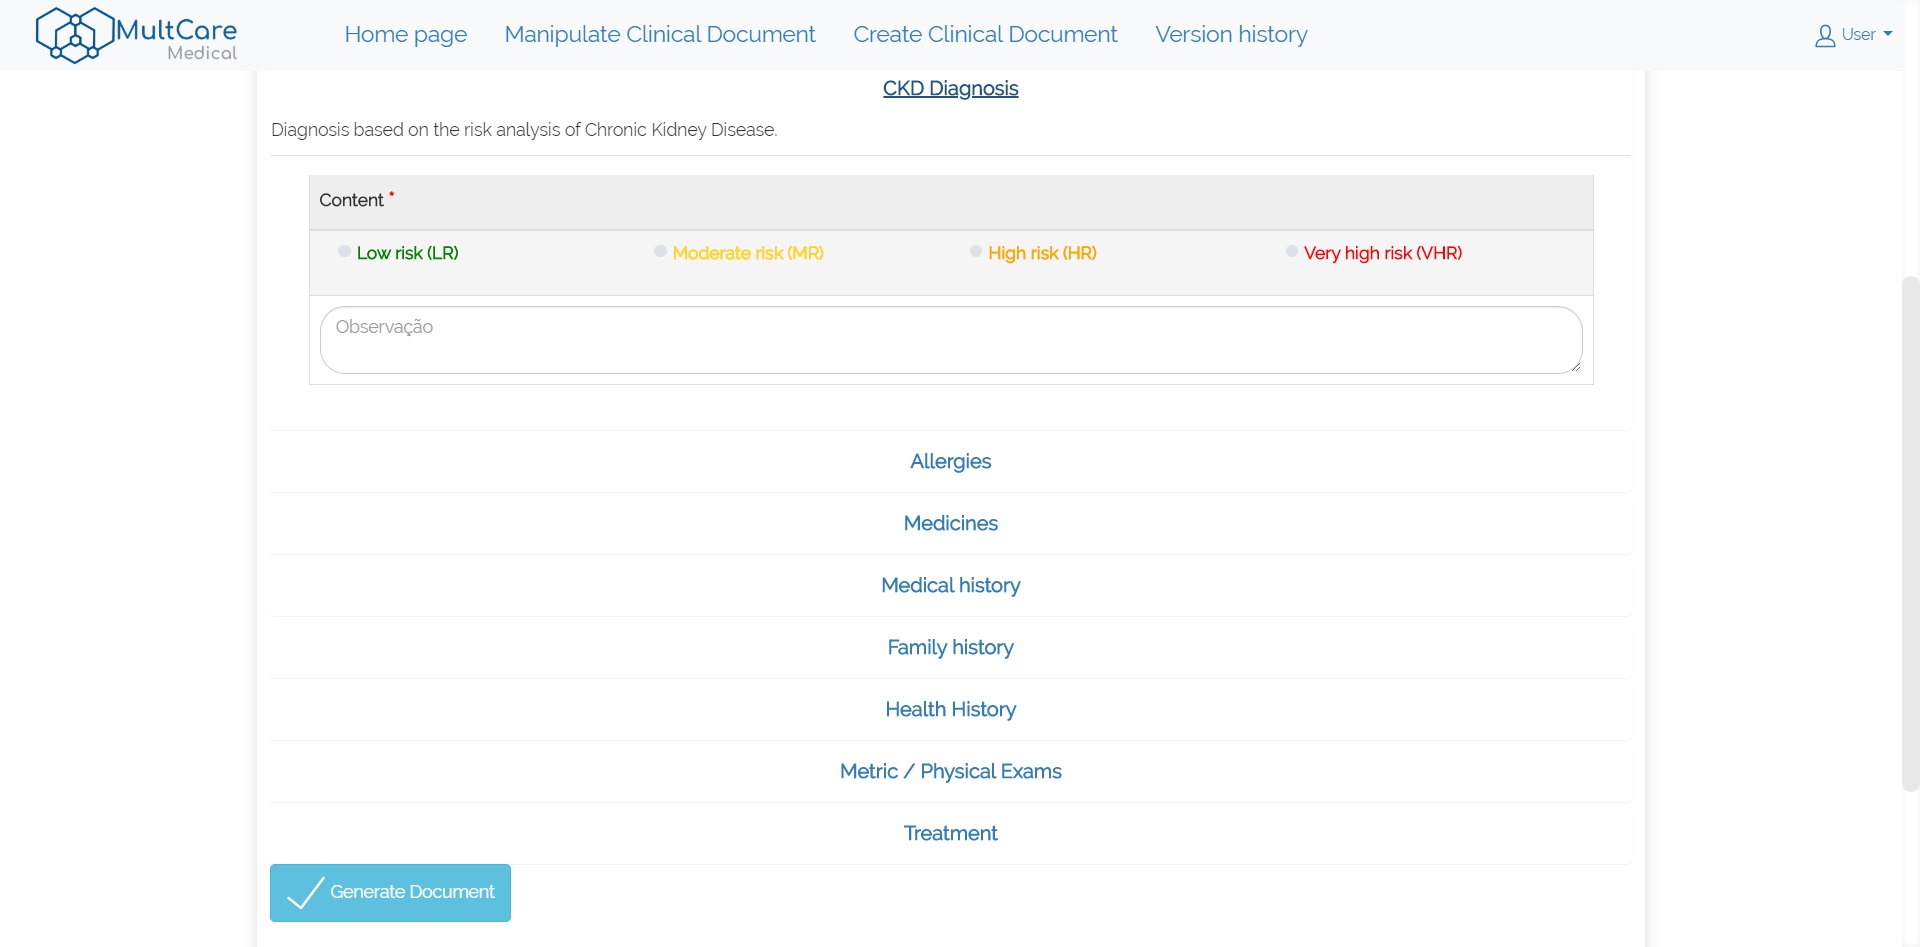 MultCare
Medical
Home page Manipulate Clinical Document Create Clinical Document Version history User
CKD Diagnosis
Diagnosis based on the risk analysis of Chronic Kidney Disease.
Content *
Low risk (LR) Moderate risk (MR) High risk (HR) Very high risk (VHR)
Observação
Allergies
Medicines
Medical history
Family history
Health History
Metric / Physical Exams
Treatment
Generate Document